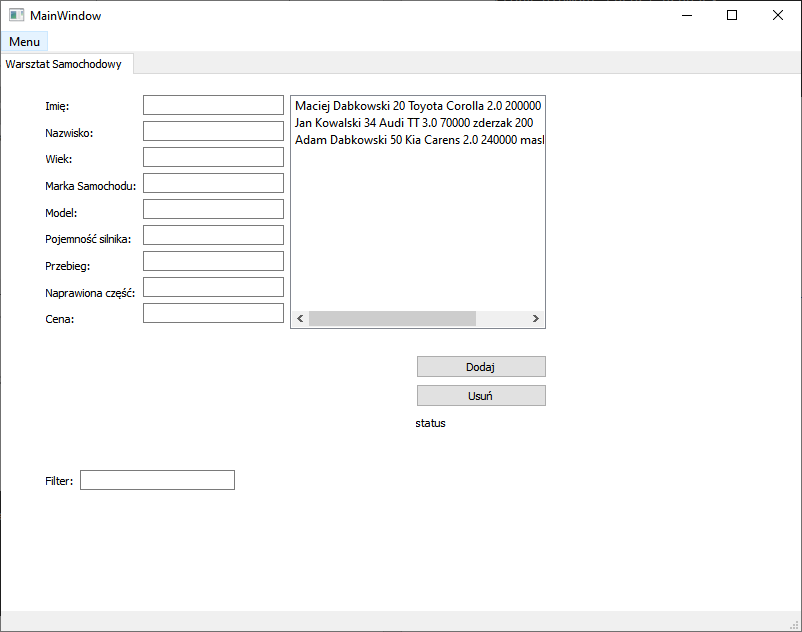 MainWindow
Menu
Warsztat Samochodowy
Imię:
Nazwisko:
Wiek:
Marka Samochodu:
Model:
Pojemność silnika:
Przebieg:
Naprawiona część:
Cena:
Maciej Dabkowski 20 Toyota Corolla 2.0 200000
Jan Kowalski 34 Audi TT 3.0 70000 zderzak 200
Adam Dabkowski 50 Kia Carens 2.0 240000
Dodaj
Usuń
status
Filter: